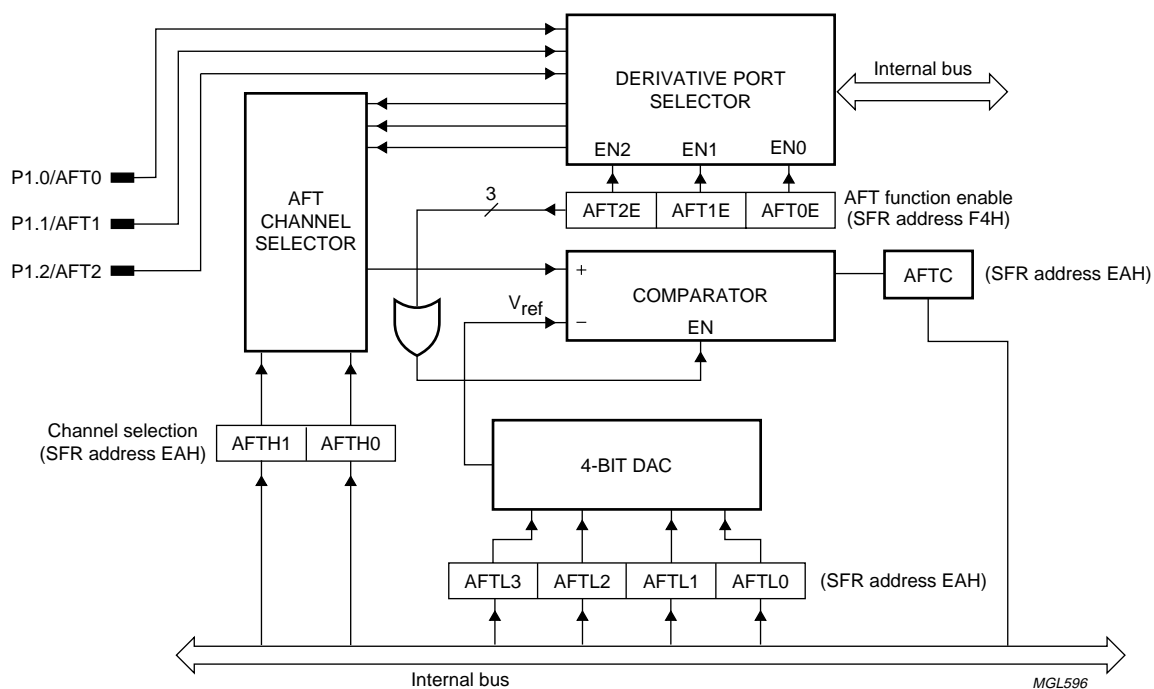 DERIVATIVE PORT
SELECTOR
Internal bus
EN2
EN1
EN0
P1.0/AFT0
P1.1/AFT1
P1.2/AFT2
AFT
CHANNEL
SELECTOR
3
AFT2E
AFT1E
AFT0E
AFT function enable
(SFR address F4H)
+
COMPARATOR
−
EN
Vref
AFTC
(SFR address EAH)
Channel selection
(SFR address EAH)
AFTH1
AFTH0
4-BIT DAC
AFTL3
AFTL2
AFTL1
AFTL0
(SFR address EAH)
Internal bus
MGL596